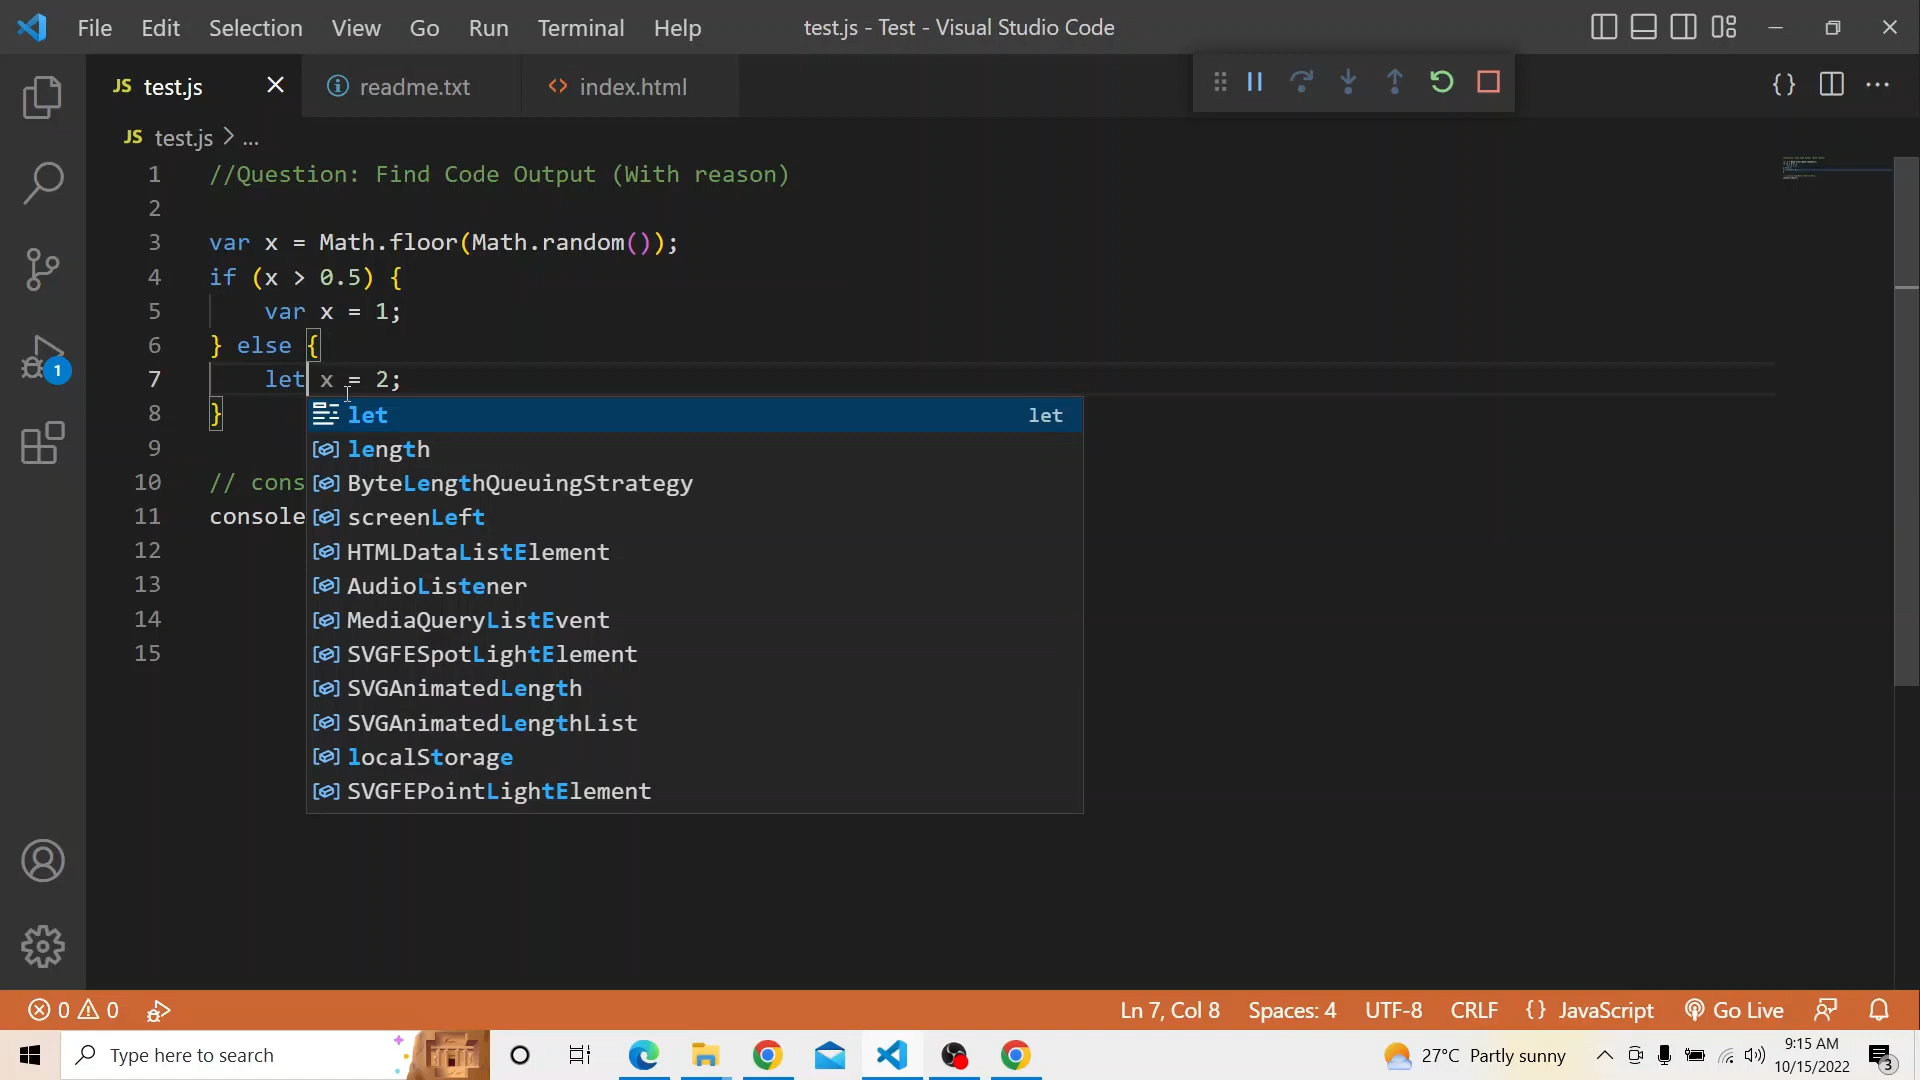 File Edit Selection View Go Run Terminal Help test.js - Test - Visual Studio Code
JS test.js readme.txt index.html
JS test.js > ...
1 //Question: Find Code Output (With reason)
2
3 var x = Math.floor(Math.random());
4 if (x > 0.5) {
5 var x = 1;
6 } else {
7 let x = 2;
8 }
9
10 // cons
11 console
12
13
14
15
let let
length
ByteLengthQueuingStrategy
screenLeft
HTMLDataListElement
AudioListener
MediaQueryListEvent
SVGFESpotLightElement
SVGAnimatedLength
SVGAnimatedLengthList
localStorage
SVGFEPointLightElement
1
0 0 Ln 7, Col 8 Spaces: 4 UTF-8 CRLF {} JavaScript Go Live
Type here to search 27°C Partly sunny 9:15 AM
10/15/2022 3